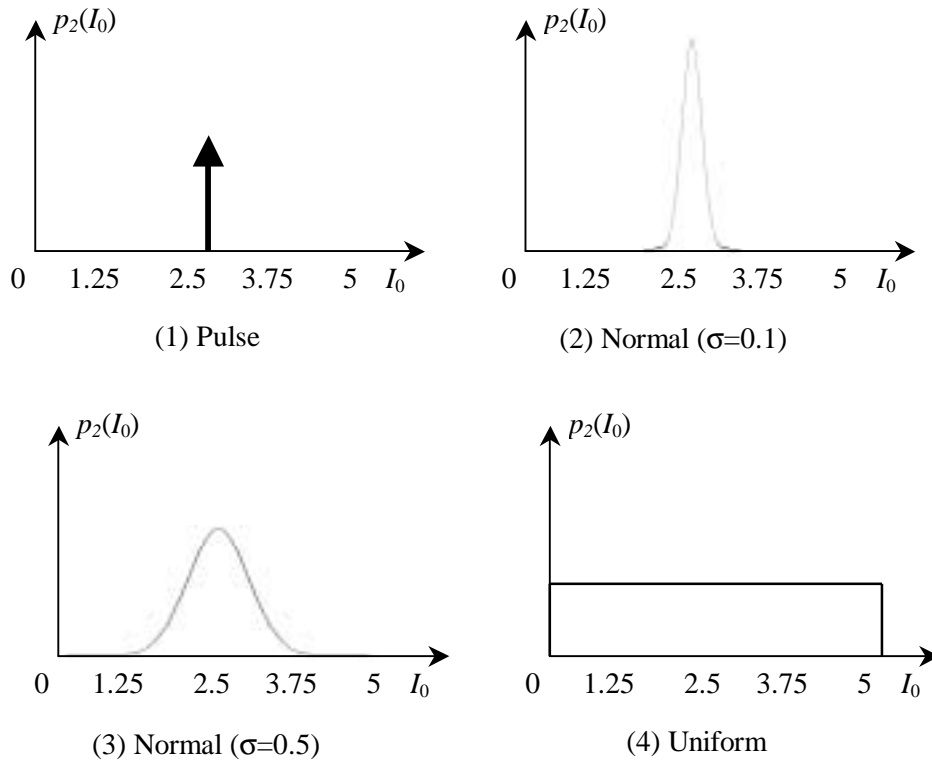 p₂(I₀)
p₂(I₀)
0 1.25 2.5 3.75 5 I₀
0 1.25 2.5 3.75 5 I₀
(1) Pulse
(2) Normal (σ=0.1)
p₂(I₀)
p₂(I₀)
0 1.25 2.5 3.75 5 I₀
0 1.25 2.5 3.75 5 I₀
(3) Normal (σ=0.5)
(4) Uniform